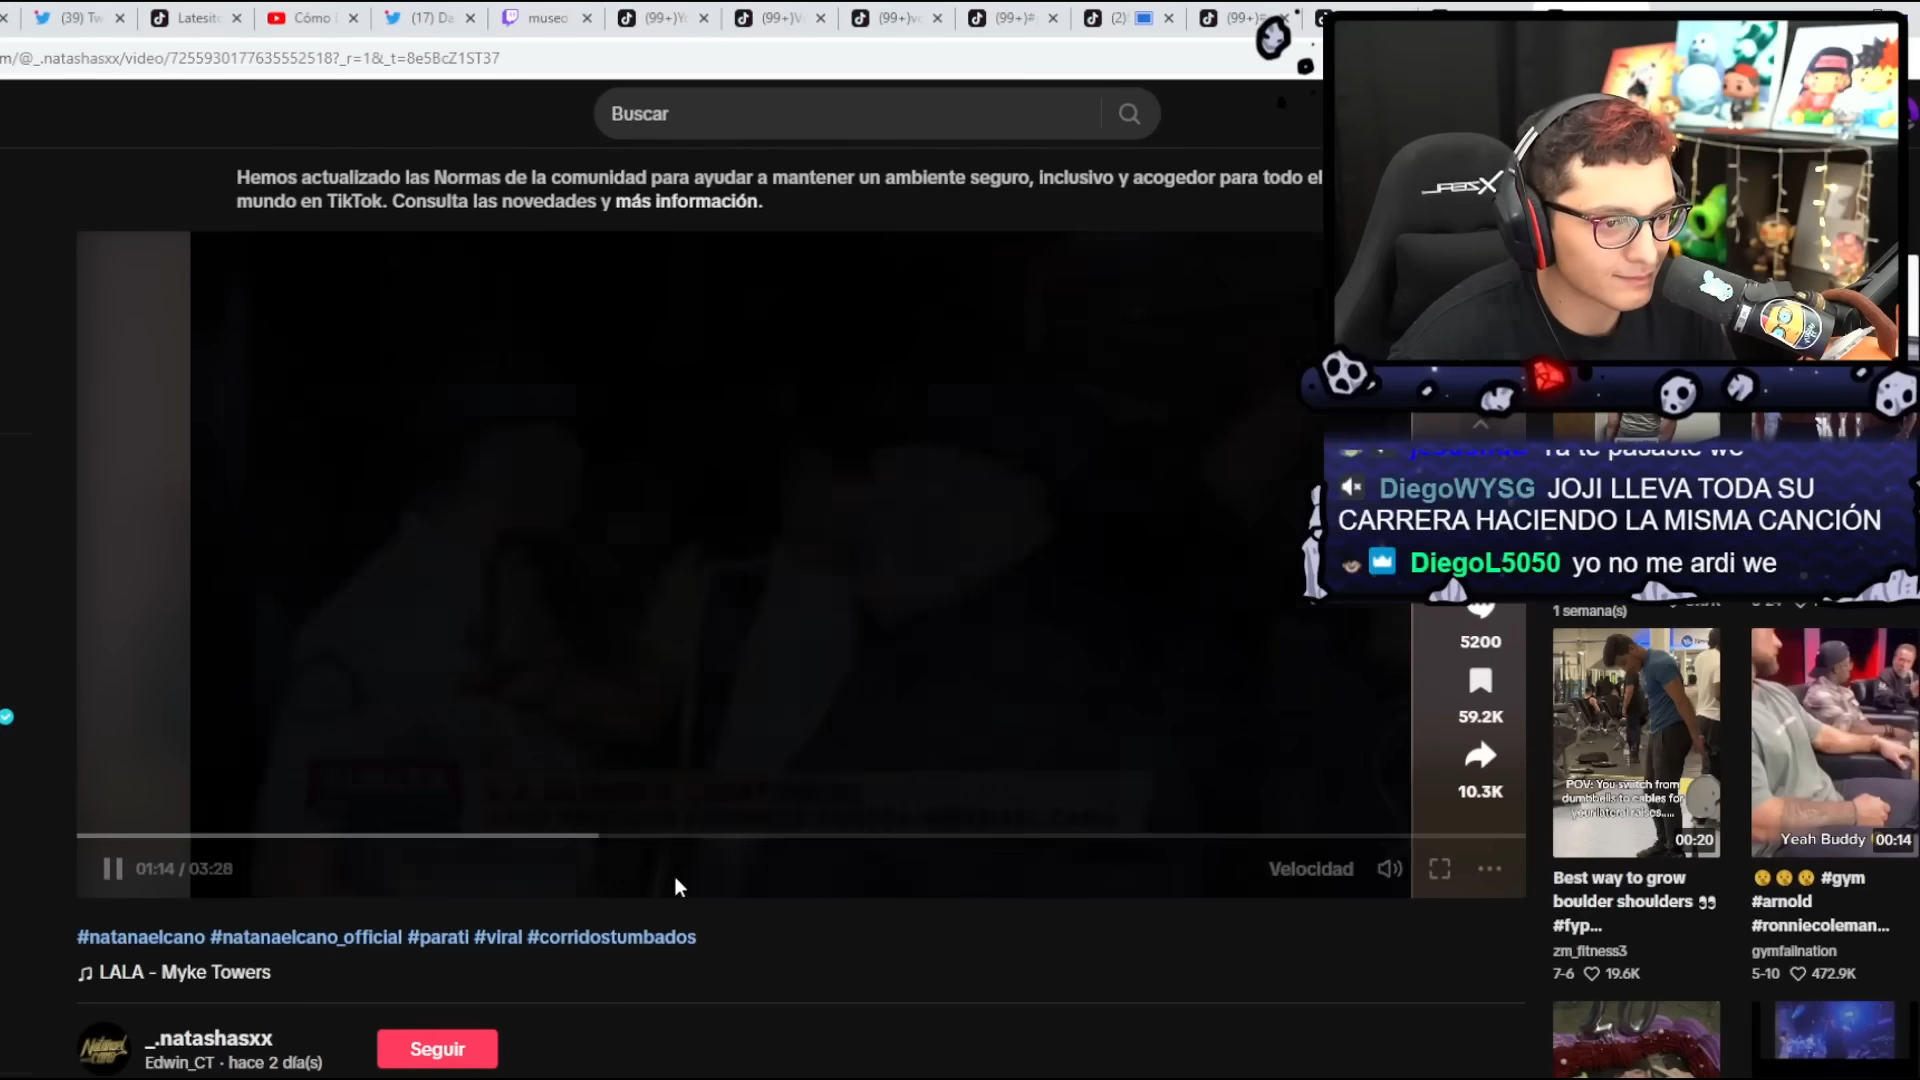 (39) Tw
Latesit
Cómo
(17) Da
museo
(99+)
(99+)
(99+)
(99+)#
(2)
(99+)#
m/@_.natashasxx/video/7255930177635552518?_r=1&_t=8e5BcZ1ST37
Buscar
Hemos actualizado las Normas de la comunidad para ayudar a mantener un ambiente seguro, inclusivo y acogedor para todo el
mundo en TikTok. Consulta las novedades y más información.
DiegoWYSG JOJI LLEVA TODA SU
CARRERA HACIENDO LA MISMA CANCIÓN
DiegoL5050 yo no me ardi we
1 semana(s)
5200
59.2K
10.3K
POV: You switch from
dumbbells to cables for
your lateral raises....
00:20
Yeah Buddy
00:14
01:14 / 03:28
Velocidad
Best way to grow
boulder shoulders
#fyp...
zm_fitness3
7-6 19.6K
#gym
#arnold
#ronniecoleman...
gymfailnation
5-10 472.9K
#natanaelcano #natanaelcano_official #parati #viral #corridostumbados
LALA - Myke Towers
_.natashasxx
Edwin_CT · hace 2 día(s)
Seguir